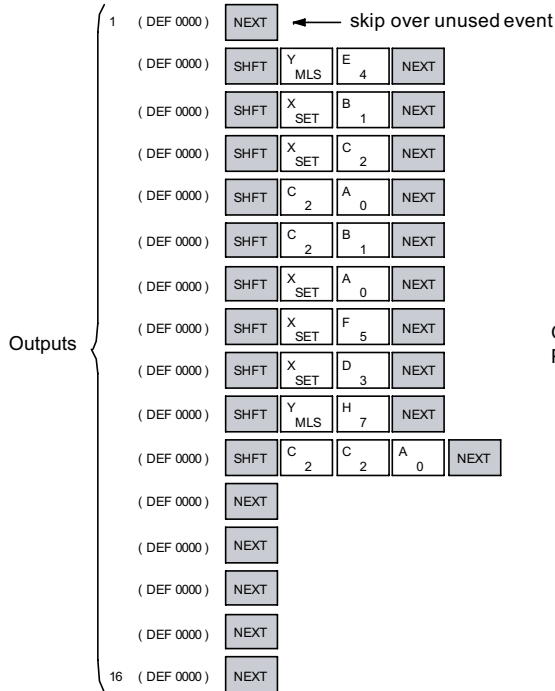 1 ( DEF 0000 ) NEXT skip over unused event
( DEF 0000 ) SHFT Y MLS E 4 NEXT
( DEF 0000 ) SHFT X SET B 1 NEXT
( DEF 0000 ) SHFT X SET C 2 NEXT
( DEF 0000 ) SHFT C 2 A 0 NEXT
( DEF 0000 ) SHFT C 2 B 1 NEXT
( DEF 0000 ) SHFT X SET A 0 NEXT
( DEF 0000 ) SHFT X SET F 5 NEXT
Outputs
( DEF 0000 ) SHFT X SET D 3 NEXT
( DEF 0000 ) SHFT Y MLS H 7 NEXT
( DEF 0000 ) SHFT C 2 C 2 A 0 NEXT
( DEF 0000 ) NEXT
( DEF 0000 ) NEXT
( DEF 0000 ) NEXT
( DEF 0000 ) NEXT
16 ( DEF 0000 ) NEXT